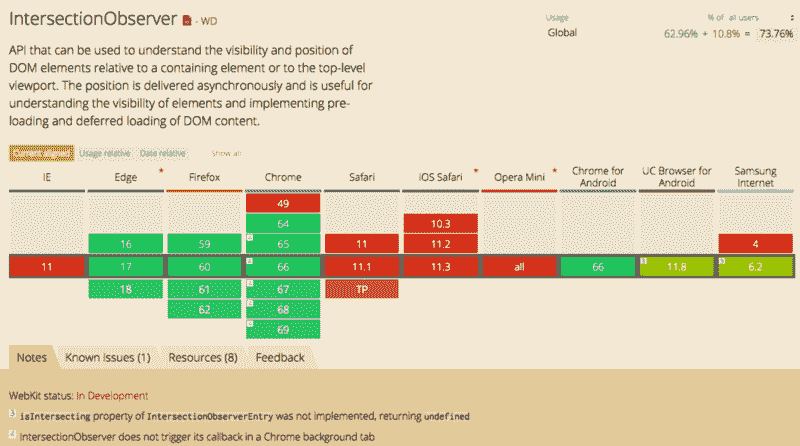 IntersectionObserver - WD
API that can be used to understand the visibility and position of
DOM elements relative to a containing element or to the top-level
viewport. The position is delivered asynchronously and is useful for
understanding the visibility of elements and implementing pre-
loading and deferred loading of DOM content.
Usage % of all users
Global 62.96% + 10.8% = 73.76%
Current aligned Usage relative Date relative Show all
IE Edge * Firefox Chrome Safari iOS Safari * Opera Mini * Chrome for Android UC Browser for Android Samsung Internet
49
64 10.3
16 59 65 11 11.2 4
11 17 60 66 11.1 11.3 all 66 11.8 6.2
18 61 67 TP
62 68
69
Notes Known Issues (1) Resources (8) Feedback
WebKit status: In Development
isIntersecting property of IntersectionObserverEntry was not implemented, returning undefined
IntersectionObserver does not trigger its callback in a Chrome background tab